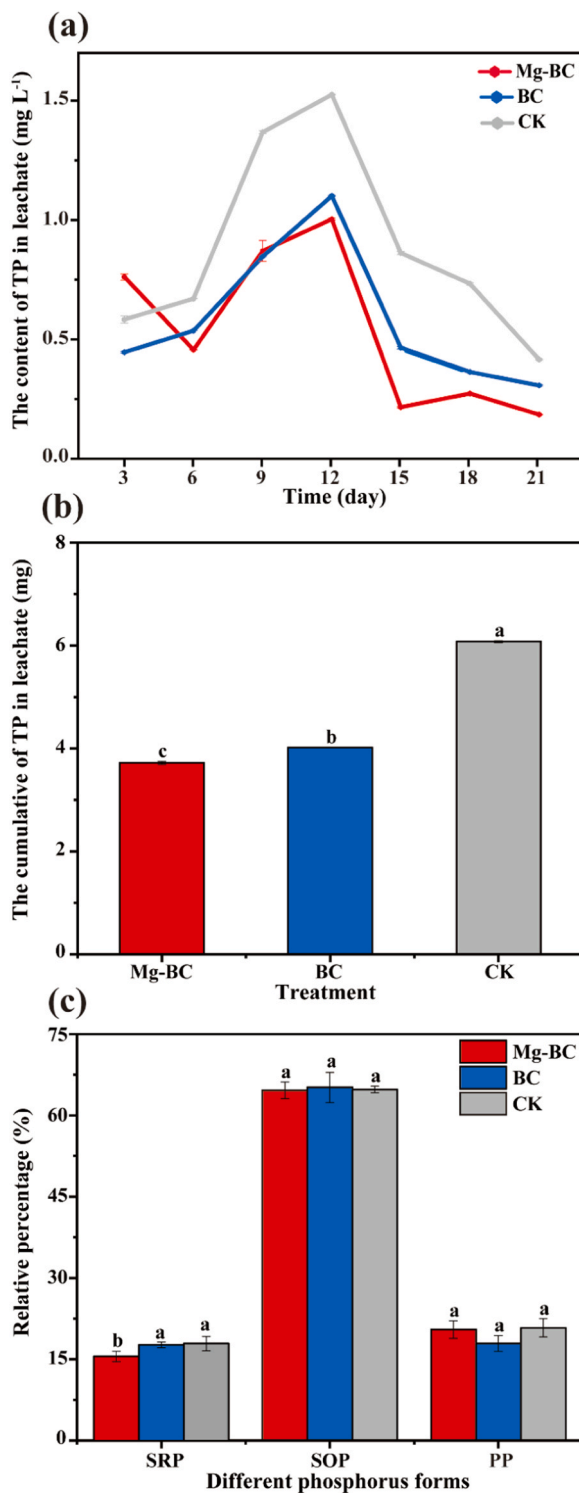 (a)
The content of TP in leachate (mg L⁻¹)
1.5
1.0
0.5
0.0
Mg-BC
BC
CK
3 6 9 12 15 18 21
Time (day)
(b)
The cumulative of TP in leachate (mg)
8
6
4
2
0
c
b
a
Mg-BC BC CK
Treatment
(c)
Relative percentage (%)
75
60
45
30
15
0
Mg-BC
BC
CK
b a a
a a a
a a a
SRP SOP PP
Different phosphorus forms